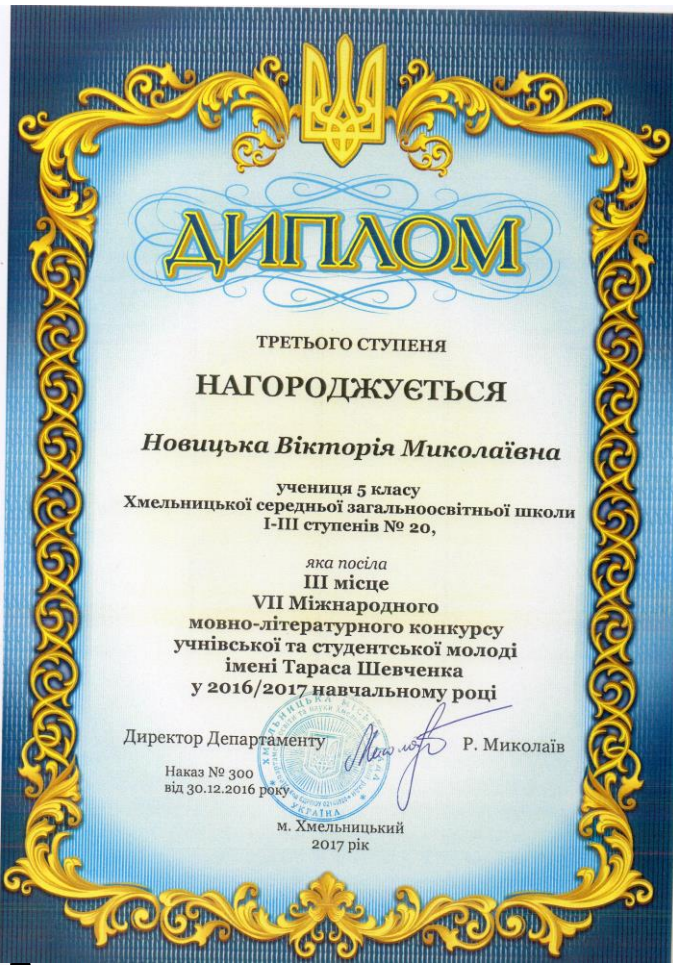 ДИПЛОМ
ТРЕТЬОГО СТУПЕНЯ
НАГОРОДЖУЄТЬСЯ
Новицька Вікторія Миколаївна
учениця 5 класу
Хмельницької середньої загальноосвітньої школи
І-ІІІ ступенів № 20,
яка посіла
ІІІ місце
VII Міжнародного
мовно-літературного конкурсу
учнівської та студентської молоді
імені Тараса Шевченка
у 2016/2017 навчальному році
Директор Департаменту Р. Миколаїв
Наказ № 300
від 30.12.2016 року
УКРАЇНА
м. Хмельницький
2017 рік